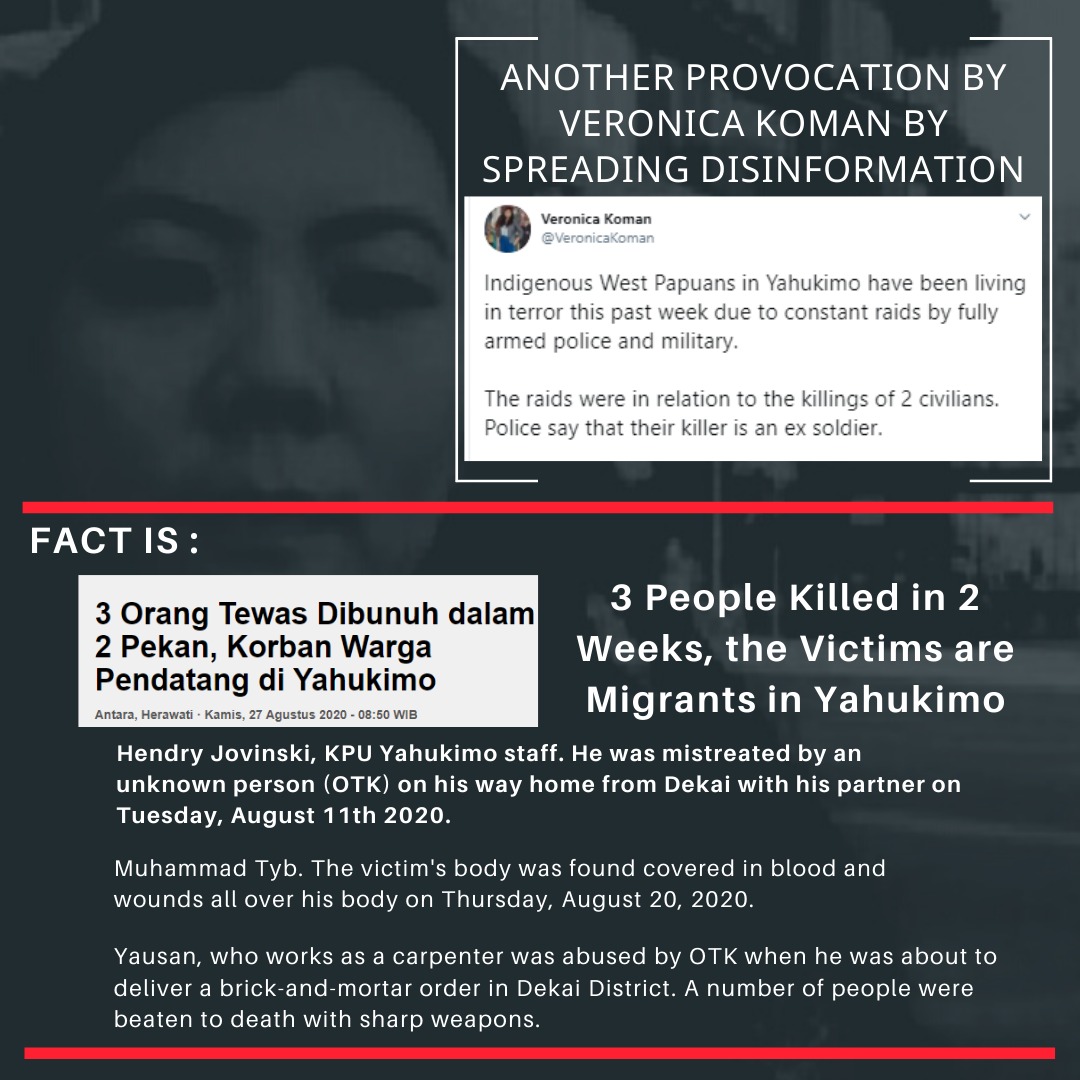 ANOTHER PROVOCATION BY
VERONICA KOMAN BY
SPREADING DISINFORMATION
Veronica Koman
@VeronicaKoman
Indigenous West Papuans in Yahukimo have been living
in terror this past week due to constant raids by fully
armed police and military.
The raids were in relation to the killings of 2 civilians.
Police say that their killer is an ex soldier.
FACT IS :
3 Orang Tewas Dibunuh dalam
2 Pekan, Korban Warga
Pendatang di Yahukimo
Antara, Herawati · Kamis, 27 Agustus 2020 - 08:50 WIB
3 People Killed in 2
Weeks, the Victims are
Migrants in Yahukimo
Hendry Jovinski, KPU Yahukimo staff. He was mistreated by an
unknown person (OTK) on his way home from Dekai with his partner on
Tuesday, August 11th 2020.
Muhammad Tyb. The victim's body was found covered in blood and
wounds all over his body on Thursday, August 20, 2020.
Yausan, who works as a carpenter was abused by OTK when he was about to
deliver a brick-and-mortar order in Dekai District. A number of people were
beaten to death with sharp weapons.